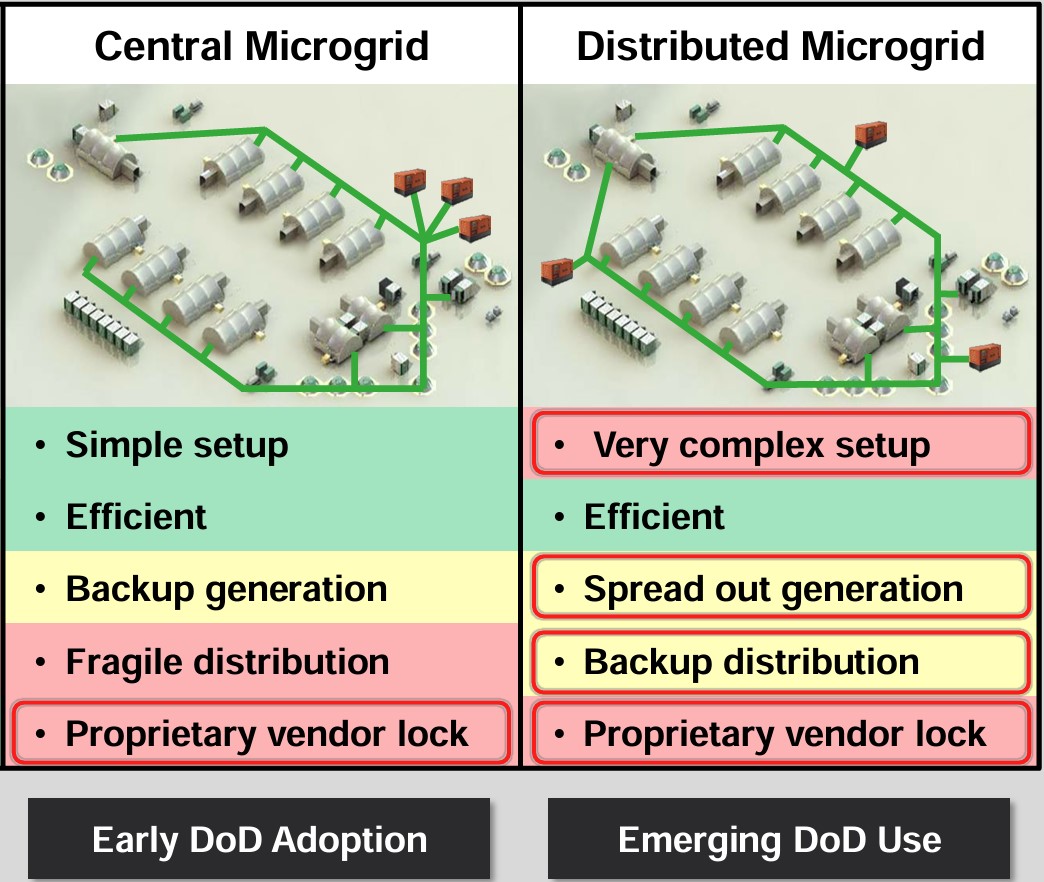 Central Microgrid
Distributed Microgrid
• Simple setup
• Efficient
• Backup generation
• Fragile distribution
• Proprietary vendor lock
• Very complex setup
• Efficient
• Spread out generation
• Backup distribution
• Proprietary vendor lock
Early DoD Adoption
Emerging DoD Use